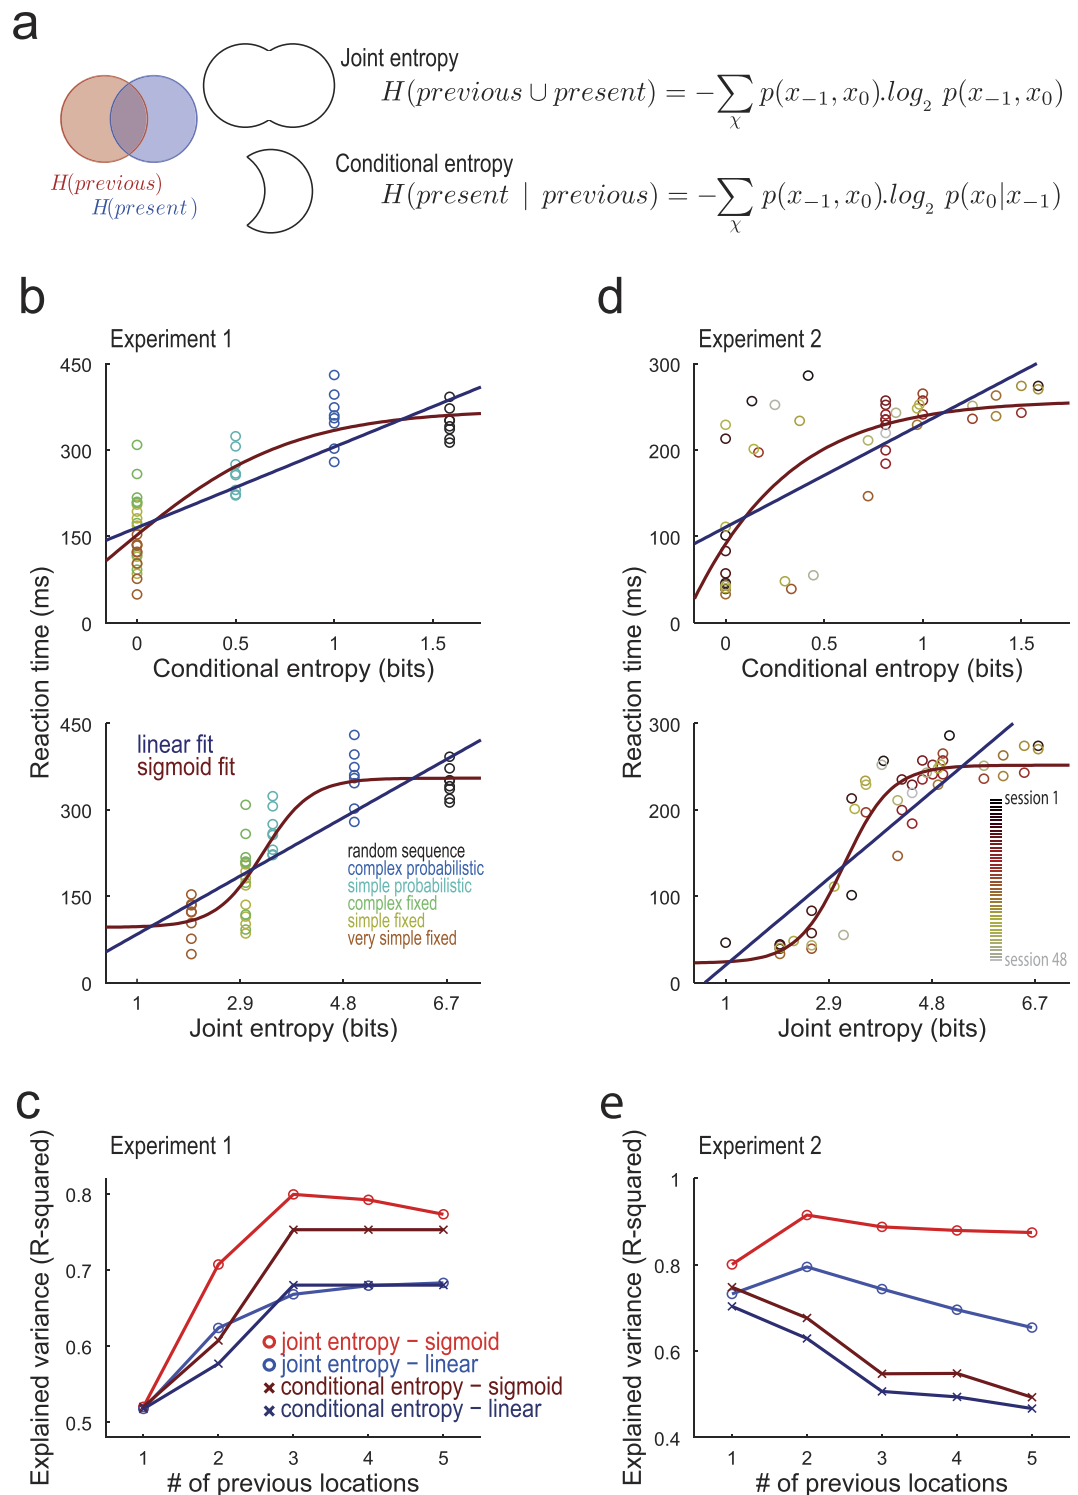 a
Joint entropy
H(previous ∪ present) = −∑ p(x₋₁, x₀).log₂ p(x₋₁, x₀)
χ
Conditional entropy
H(present | previous) = −∑ p(x₋₁, x₀).log₂ p(x₀|x₋₁)
χ
H(previous)
H(present)
b
Experiment 1
Reaction time (ms)
450
300
150
0
0 0.5 1 1.5
Conditional entropy (bits)
450
300
150
0
linear fit
sigmoid fit
random sequence
complex probabilistic
simple probabilistic
complex fixed
simple fixed
very simple fixed
1 2.9 4.8 6.7
Joint entropy (bits)
d
Experiment 2
Reaction time (ms)
300
200
100
0
0 0.5 1 1.5
Conditional entropy (bits)
300
200
100
0
session 1
session 48
1 2.9 4.8 6.7
Joint entropy (bits)
c
Experiment 1
Explained variance (R-squared)
0.8
0.7
0.6
0.5
joint entropy − sigmoid
joint entropy − linear
conditional entropy − sigmoid
conditional entropy − linear
1 2 3 4 5
# of previous locations
e
Experiment 2
Explained variance (R-squared)
1
0.8
0.6
0.4
1 2 3 4 5
# of previous locations